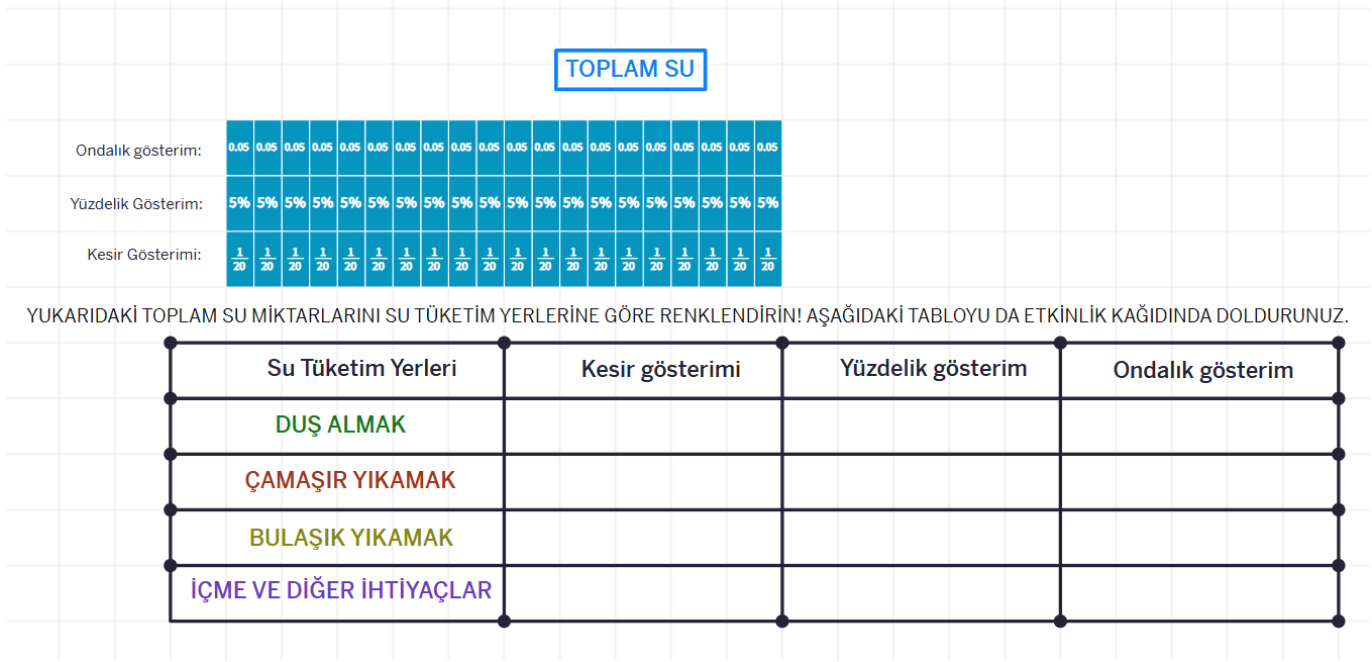 TOPLAM SU
Ondalık gösterim: 0.05 0.05 0.05 0.05 0.05 0.05 0.05 0.05 0.05 0.05 0.05 0.05 0.05 0.05 0.05 0.05 0.05 0.05 0.05 0.05
Yüzdelik Gösterim: 5% 5% 5% 5% 5% 5% 5% 5% 5% 5% 5% 5% 5% 5% 5% 5% 5% 5% 5% 5%
Kesir Gösterimi: 1/20 1/20 1/20 1/20 1/20 1/20 1/20 1/20 1/20 1/20 1/20 1/20 1/20 1/20 1/20 1/20 1/20 1/20 1/20 1/20
YUKARIDAKİ TOPLAM SU MİKTARLARINI SU TÜKETİM YERLERİNE GÖRE RENKLENDİRİN! AŞAĞIDAKİ TABLOYU DA ETKİNLİK KAĞIDINDA DOLDURUNUZ.
Su Tüketim Yerleri Kesir gösterimi Yüzdelik gösterim Ondalık gösterim
DUŞ ALMAK
ÇAMAŞIR YIKAMAK
BULAŞIK YIKAMAK
İÇME VE DİĞER İHTİYAÇLAR